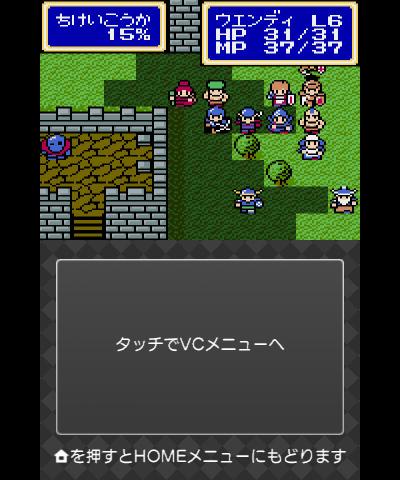 ちけいこうか
15%
ウエンディ L6
HP 31/31
MP 37/37
タッチでVCメニューへ
を押すとHOMEメニューにもどります